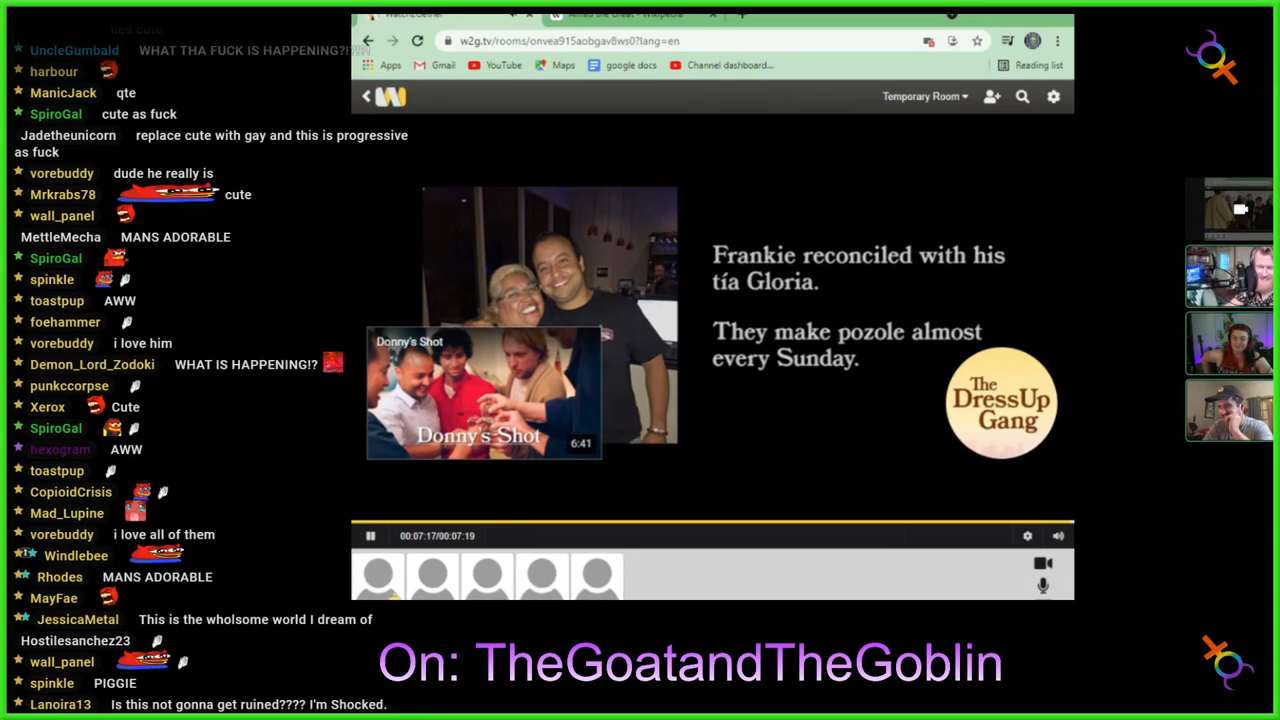 hes cute
UncleGumbald WHAT THA FUCK IS HAPPENING?!?
harbour
ManicJack qte
SpiroGal cute as fuck
Jadetheunicorn replace cute with gay and this is progressive
as fuck
vorebuddy dude he really is
Mrkrabs78 cute
wall_panel
MettleMecha MANS ADORABLE
SpiroGal
spinkle
toastpup AWW
foehammer
vorebuddy i love him
Demon_Lord_Zodoki WHAT IS HAPPENING!?
punkccorpse
Xerox Cute
SpiroGal
hexogram AWW
toastpup
CopioidCrisis
Mad_Lupine
vorebuddy i love all of them
Windlebee
Rhodes MANS ADORABLE
MayFae
JessicaMetal This is the wholsome world I dream of
Hostilesanchez23
wall_panel
spinkle PIGGIE
Lanoira13 Is this not gonna get ruined???? I'm Shocked.
Watch2Gether
Alfred the Great - Wikipedia
w2g.tv/rooms/onvea915aobgav8ws0?lang=en
Apps Gmail YouTube Maps google docs Channel dashboard... Reading list
Temporary Room
Frankie reconciled with his
tía Gloria.
They make pozole almost
every Sunday.
Donny's Shot
Donny's Shot
6:41
The
DressUp
Gang
00:07:17/00:07:19
On: TheGoatandTheGoblin